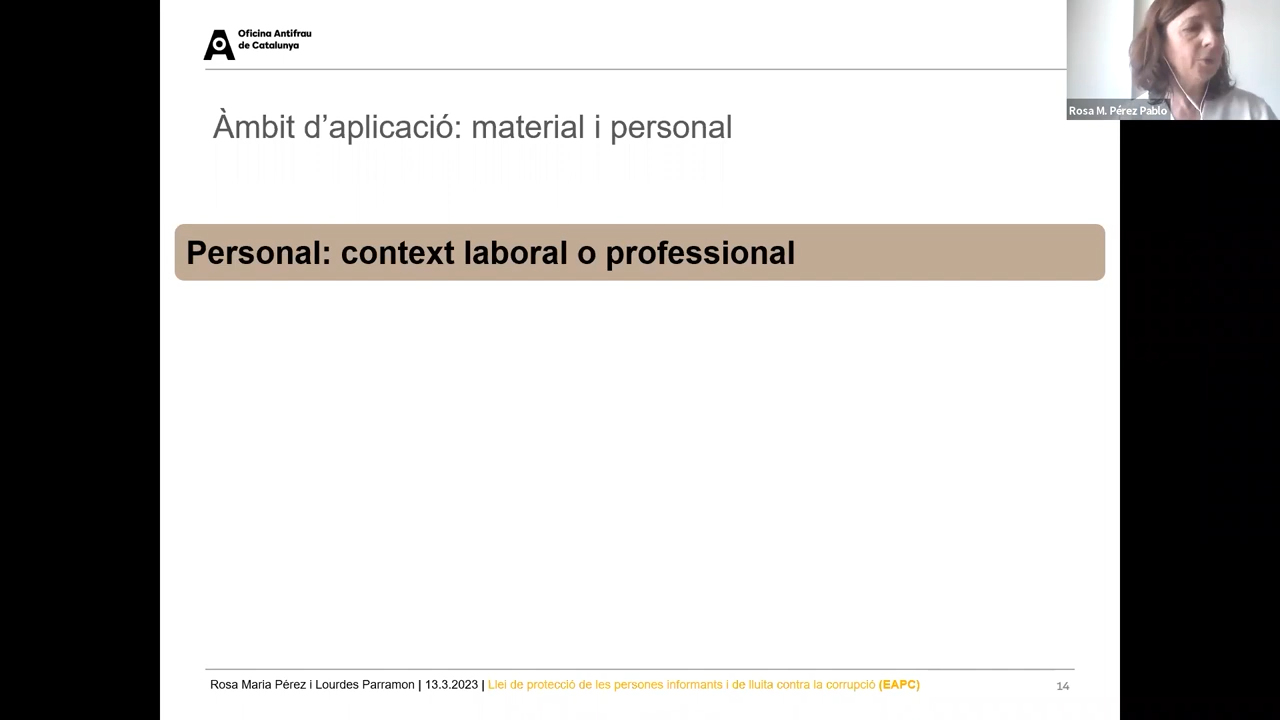 Oficina Antifrau
de Catalunya
Rosa M. Pérez Pablo
Àmbit d’aplicació: material i personal
Personal: context laboral o professional
Rosa Maria Pérez i Lourdes Parramon | 13.3.2023 | Llei de protecció de les persones informants i de lluita contra la corrupció (EAPC)
14